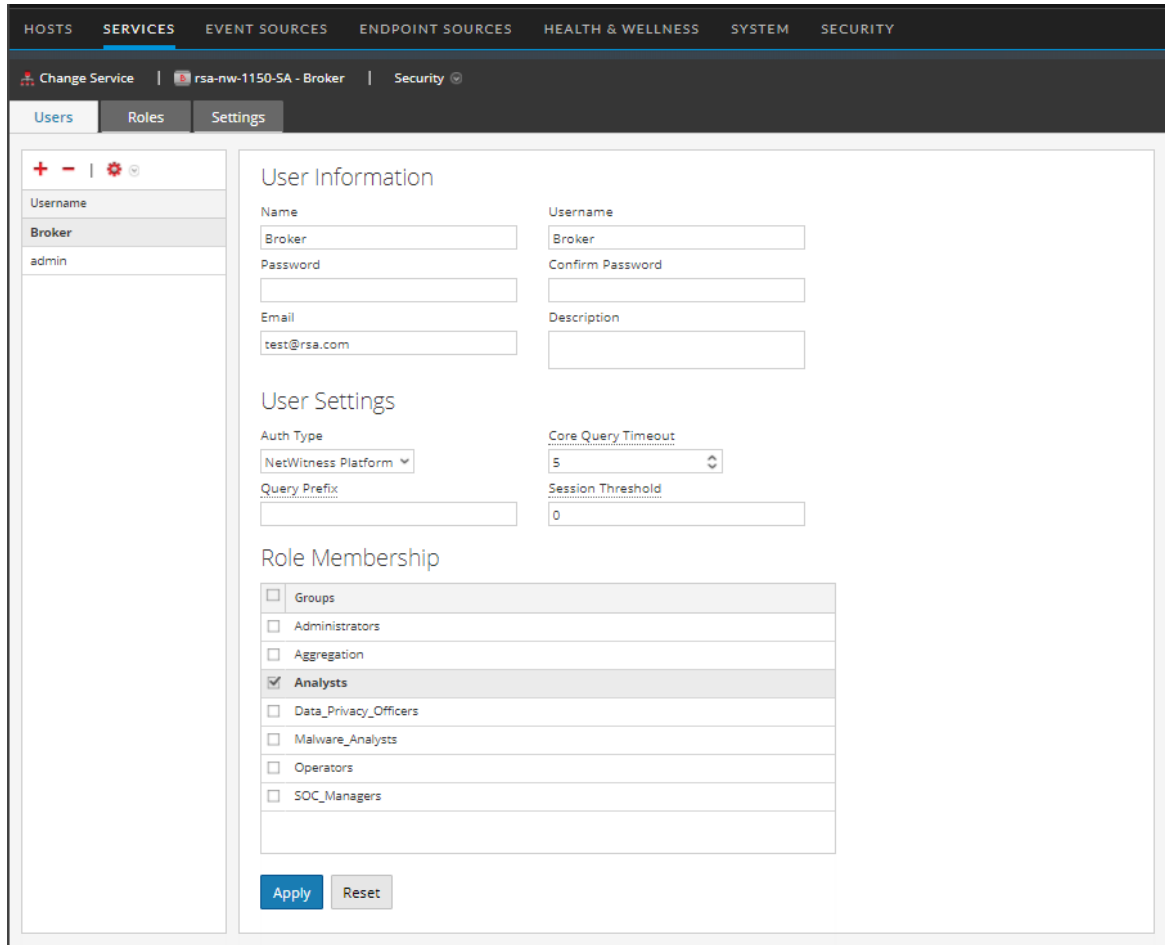 HOSTS SERVICES EVENT SOURCES ENDPOINT SOURCES HEALTH & WELLNESS SYSTEM SECURITY
Change Service | rsa-nw-1150-SA - Broker | Security
Users Roles Settings
Username
Broker
admin
User Information
Name Username
Broker Broker
Password Confirm Password
Email Description
test@rsa.com
User Settings
Auth Type Core Query Timeout
NetWitness Platform 5
Query Prefix Session Threshold
0
Role Membership
Groups
Administrators
Aggregation
Analysts
Data_Privacy_Officers
Malware_Analysts
Operators
SOC_Managers
Apply Reset